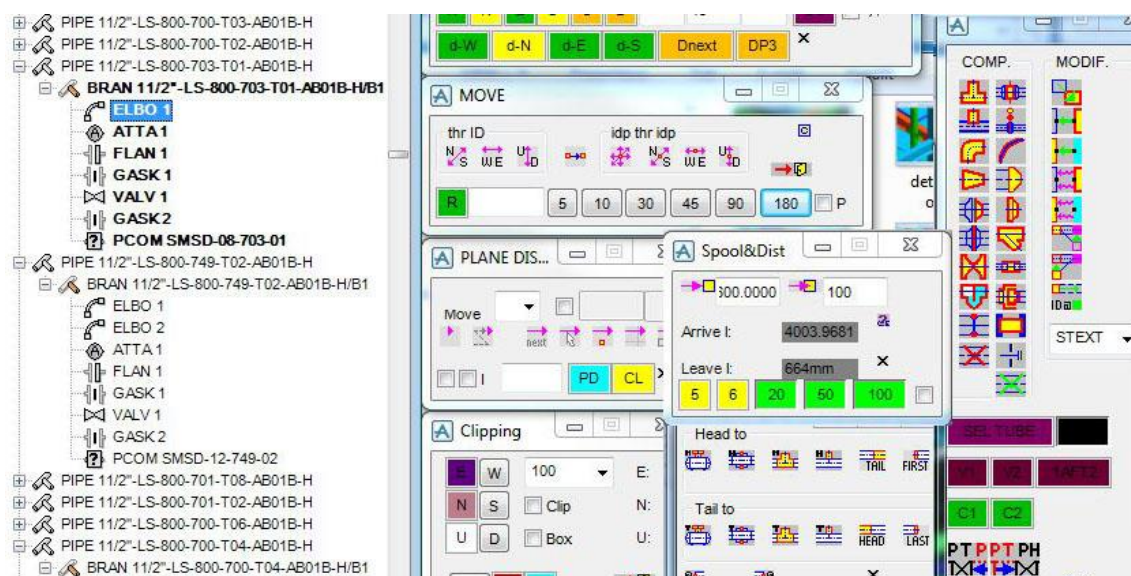 PIPE 11/2"-LS-800-700-T03-AB01B-H
PIPE 11/2"-LS-800-700-T02-AB01B-H
PIPE 11/2"-LS-800-703-T01-AB01B-H
BRAN 11/2"-LS-800-703-T01-AB01B-H/B1
ELBO 1
ATTA 1
FLAN 1
GASK 1
VALV 1
GASK 2
PCOM SMSD-08-703-01
PIPE 11/2"-LS-800-749-T02-AB01B-H
BRAN 11/2"-LS-800-749-T02-AB01B-H/B1
ELBO 1
ELBO 2
ATTA 1
FLAN 1
GASK 1
VALV 1
GASK 2
PCOM SMSD-12-749-02
PIPE 11/2"-LS-800-701-T08-AB01B-H
PIPE 11/2"-LS-800-701-T02-AB01B-H
PIPE 11/2"-LS-800-700-T06-AB01B-H
PIPE 11/2"-LS-800-700-T04-AB01B-H
BRAN 11/2"-LS-800-700-T04-AB01B-H/B1
d-W d-N d-E d-S Dnext DP3
MOVE
thr ID idp thr idp
N S W E U D N S W E U D
R 5 10 30 45 90 180 P
det
PLANE DIS...
Move
next
I PD CL
Spool&Dist
100
Arrive l: 4003.9681
Leave l: 664mm
5 6 20 50 100
Clipping
E W 100 E:
N S Clip N:
U D Box U:
Head to
TAIL FIRST
Tail to
HEAD LAST
COMP. MODIF.
ID
STEXT
SEL TUBE
V1 V2 1AFT2
C1 C2
PT PPT PH